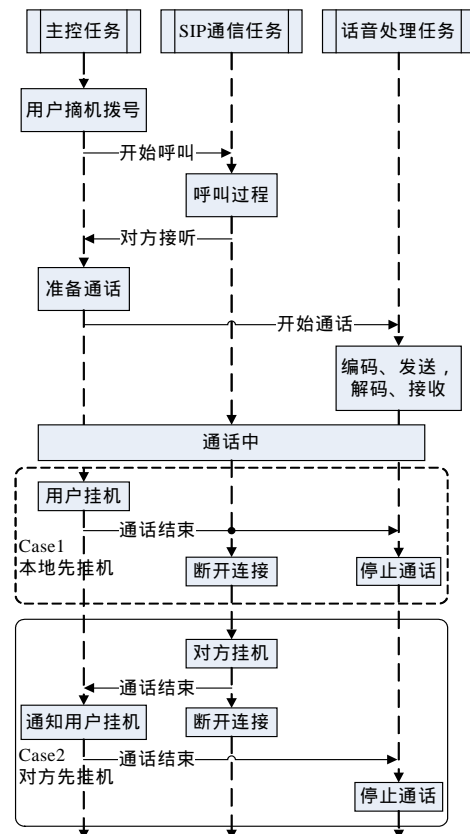 主控任务
SIP通信任务
话音处理任务
用户摘机拨号
开始呼叫
呼叫过程
对方接听
准备通话
开始通话
编码、发送，
解码、接收
通话中
用户挂机
通话结束
Case1
本地先挂机
断开连接
停止通话
对方挂机
通话结束
通知用户挂机
断开连接
Case2
对方先挂机
通话结束
停止通话